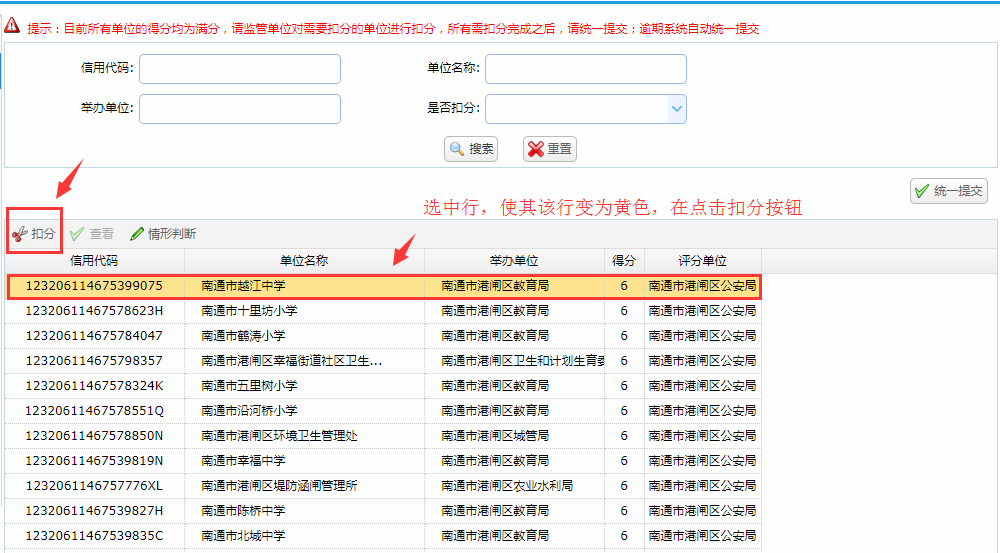 提示：目前所有单位的得分均为满分，请监管单位对需要扣分的单位进行扣分，所有需扣分完成之后，请统一提交；逾期系统自动统一提交
信用代码: 单位名称:
举办单位: 是否扣分:
搜索 重置
统一提交
选中行，使其该行变为黄色，在点击扣分按钮
扣分 查看 情形判断
信用代码 单位名称 举办单位 得分 评分单位
123206114675399075 南通市越江中学 南通市港闸区教育局 6 南通市港闸区公安局
12320611467578623H 南通市十里坊小学 南通市港闸区教育局 6 南通市港闸区公安局
123206114675784047 南通市鹤涛小学 南通市港闸区教育局 6 南通市港闸区公安局
123206114675798357 南通市港闸区幸福街道社区卫生... 南通市港闸区卫生和计划生育委 6 南通市港闸区公安局
12320611467578324K 南通市五里树小学 南通市港闸区教育局 6 南通市港闸区公安局
12320611467578551Q 南通市沿河桥小学 南通市港闸区教育局 6 南通市港闸区公安局
12320611467578850N 南通市港闸区环境卫生管理处 南通市港闸区城管局 6 南通市港闸区公安局
12320611467539819N 南通市幸福中学 南通市港闸区教育局 6 南通市港闸区公安局
1232061146757776XL 南通市港闸区堤防涵闸管理所 南通市港闸区农业水利局 6 南通市港闸区公安局
12320611467539827H 南通市陈桥中学 南通市港闸区教育局 6 南通市港闸区公安局
12320611467539835C 南通市北城中学 南通市港闸区教育局 6 南通市港闸区公安局